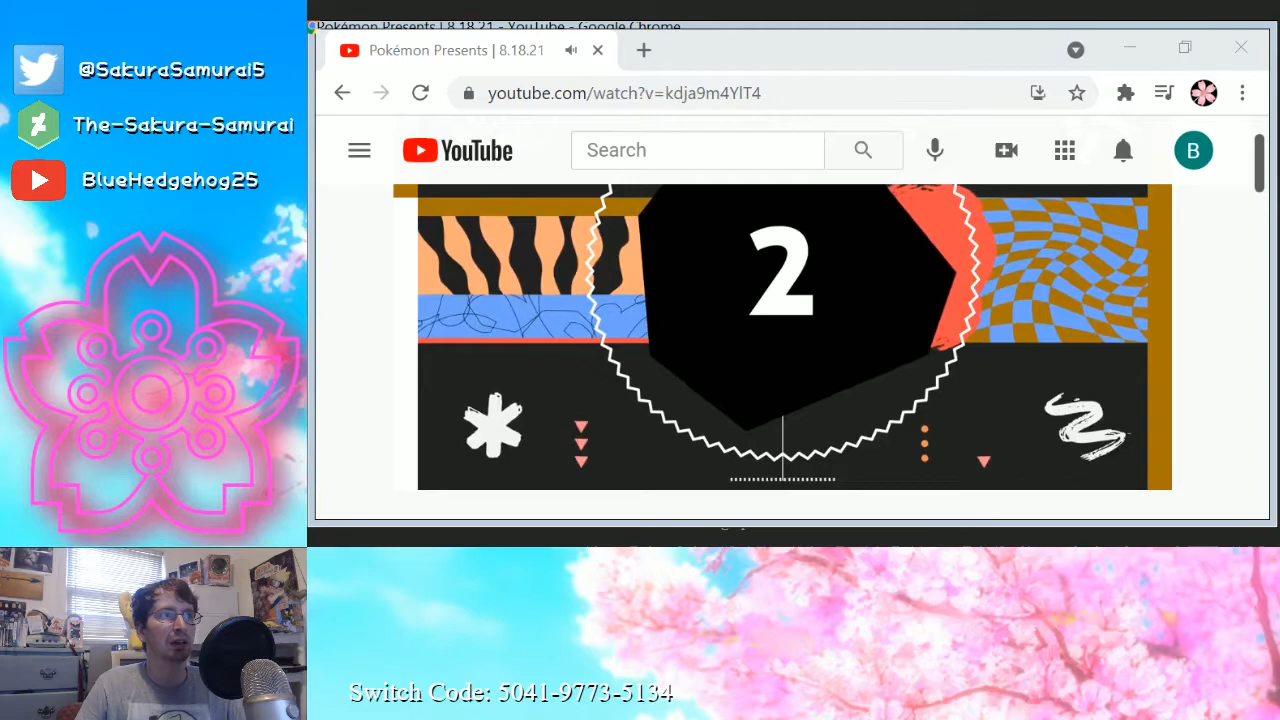 Pokémon Presents | 8.18.21 - YouTube - Google Chrome
@SakuraSamurai5
The-Sakura-Samurai
BlueHedgehog25
Pokémon Presents | 8.18.21
youtube.com/watch?v=kdja9m4YlT4
YouTube
Search
B
2
Switch Code: 5041-9773-5134